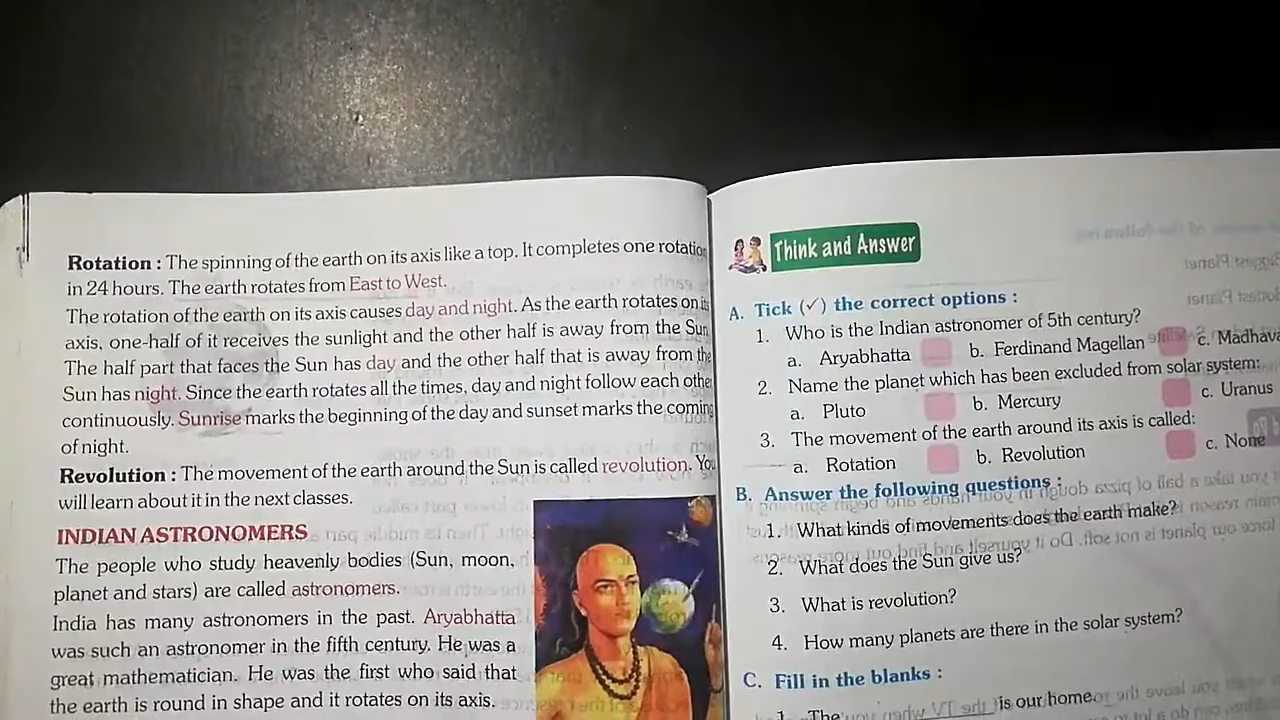 Rotation : The spinning of the earth on its axis like a top. It completes one rotation
in 24 hours. The earth rotates from East to West.
The rotation of the earth on its axis causes day and night. As the earth rotates on its
axis, one-half of it receives the sunlight and the other half is away from the Sun.
The half part that faces the Sun has day and the other half that is away from the
Sun has night. Since the earth rotates all the times, day and night follow each other
continuously. Sunrise marks the beginning of the day and sunset marks the coming
of night.
Revolution : The movement of the earth around the Sun is called revolution. You
will learn about it in the next classes.
INDIAN ASTRONOMERS
The people who study heavenly bodies (Sun, moon,
planet and stars) are called astronomers.
India has many astronomers in the past. Aryabhatta
was such an astronomer in the fifth century. He was a
great mathematician. He was the first who said that
the earth is round in shape and it rotates on its axis.
Think and Answer
A. Tick (✓) the correct options :
1. Who is the Indian astronomer of 5th century?
a. Aryabhatta b. Ferdinand Magellan c. Madhava
2. Name the planet which has been excluded from solar system:
a. Pluto b. Mercury c. Uranus
3. The movement of the earth around its axis is called:
a. Rotation b. Revolution c. None
B. Answer the following questions :
1. What kinds of movements does the earth make?
2. What does the Sun give us?
3. What is revolution?
4. How many planets are there in the solar system?
C. Fill in the blanks :
1. The ________ is our home.